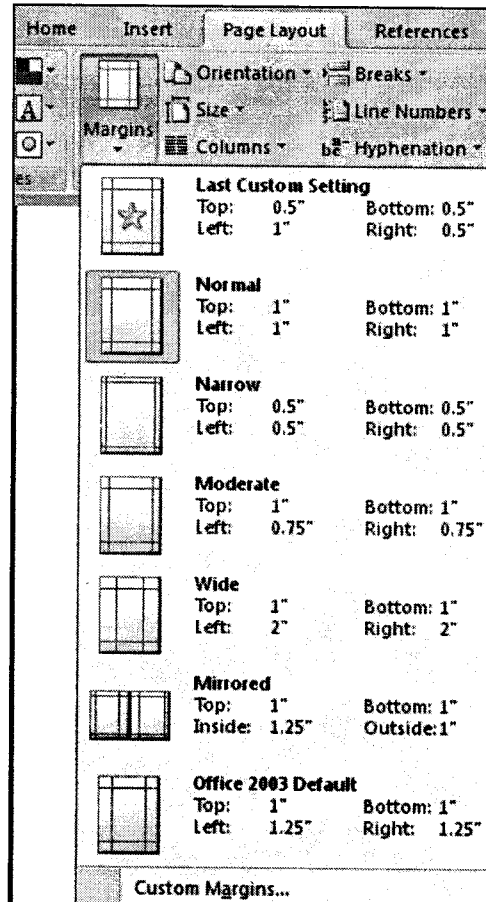 Home Insert Page Layout References
Orientation Breaks
A Size Line Numbers
Margins
Columns bc Hyphenation
es
Last Custom Setting
Top: 0.5" Bottom: 0.5"
Left: 1" Right: 0.5"
Normal
Top: 1" Bottom: 1"
Left: 1" Right: 1"
Narrow
Top: 0.5" Bottom: 0.5"
Left: 0.5" Right: 0.5"
Moderate
Top: 1" Bottom: 1"
Left: 0.75" Right: 0.75"
Wide
Top: 1" Bottom: 1"
Left: 2" Right: 2"
Mirrored
Top: 1" Bottom: 1"
Inside: 1.25" Outside: 1"
Office 2003 Default
Top: 1" Bottom: 1"
Left: 1.25" Right: 1.25"
Custom Margins...